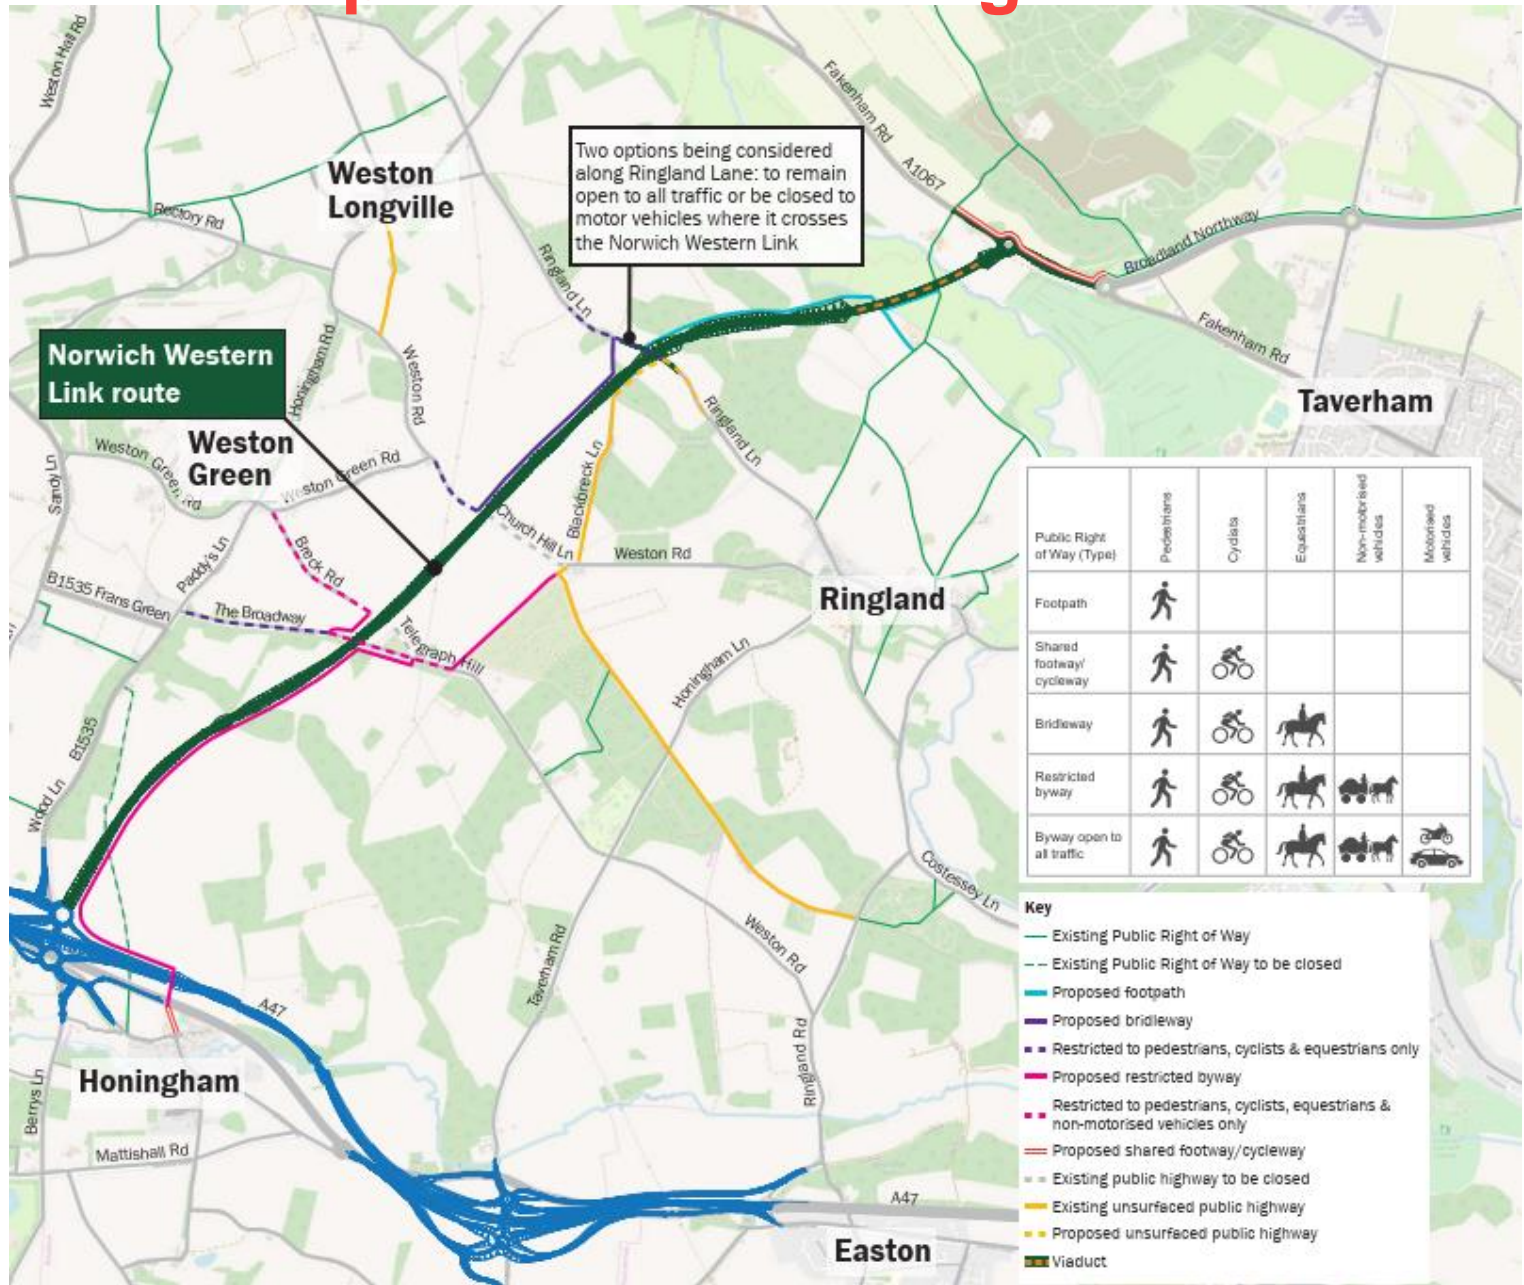 Weston Hall Rd
Fakenham Rd
A1067
Weston
Longville
Rectory Rd
Two options being considered
along Ringland Lane: to remain
open to all traffic or be closed to
motor vehicles where it crosses
the Norwich Western Link
Ringland Ln
Broadland Northway
Fakenham Rd
Norwich Western
Link route
Honingham Rd
Weston Rd
Taverham
Ringland Ln
Weston
Green
Weston Green Rd
Weston Green Rd
Sandy Ln
Blackbreck Ln
Church Hill Ln
Weston Rd
Breck Rd
Paddy's Ln
B1535 Frans Green
The Broadway
Telegraph Hill
Ringland
Honingham Ln
B1535
Wood Ln
Costessey Ln
Weston Rd
Taverham Rd
A47
Ringland Rd
Honingham
Berrys Ln
Mattishall Rd
A47
Easton
Public Right
of Way (Type)
Pedestrians
Cyclists
Equestrians
Non-motorised
vehicles
Motorised
vehicles
Footpath
Shared
footway/
cycleway
Bridleway
Restricted
byway
Byway open to
all traffic
Key
Existing Public Right of Way
Existing Public Right of Way to be closed
Proposed footpath
Proposed bridleway
Restricted to pedestrians, cyclists & equestrians only
Proposed restricted byway
Restricted to pedestrians, cyclists, equestrians &
non-motorised vehicles only
Proposed shared footway/cycleway
Existing public highway to be closed
Existing unsurfaced public highway
Proposed unsurfaced public highway
Viaduct